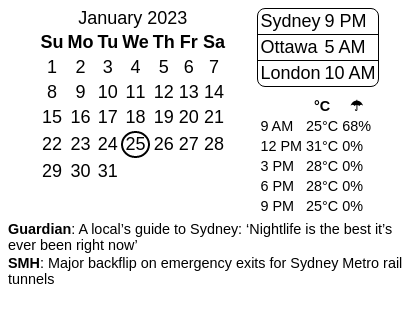 January 2023
Su Mo Tu We Th Fr Sa
1 2 3 4 5 6 7
8 9 10 11 12 13 14
15 16 17 18 19 20 21
22 23 24 25 26 27 28
29 30 31
Sydney 9 PM
Ottawa 5 AM
London 10 AM
°C ☂
9 AM 25°C 68%
12 PM 31°C 0%
3 PM 28°C 0%
6 PM 28°C 0%
9 PM 25°C 0%
Guardian: A local’s guide to Sydney: ‘Nightlife is the best it’s
ever been right now’
SMH: Major backflip on emergency exits for Sydney Metro rail
tunnels